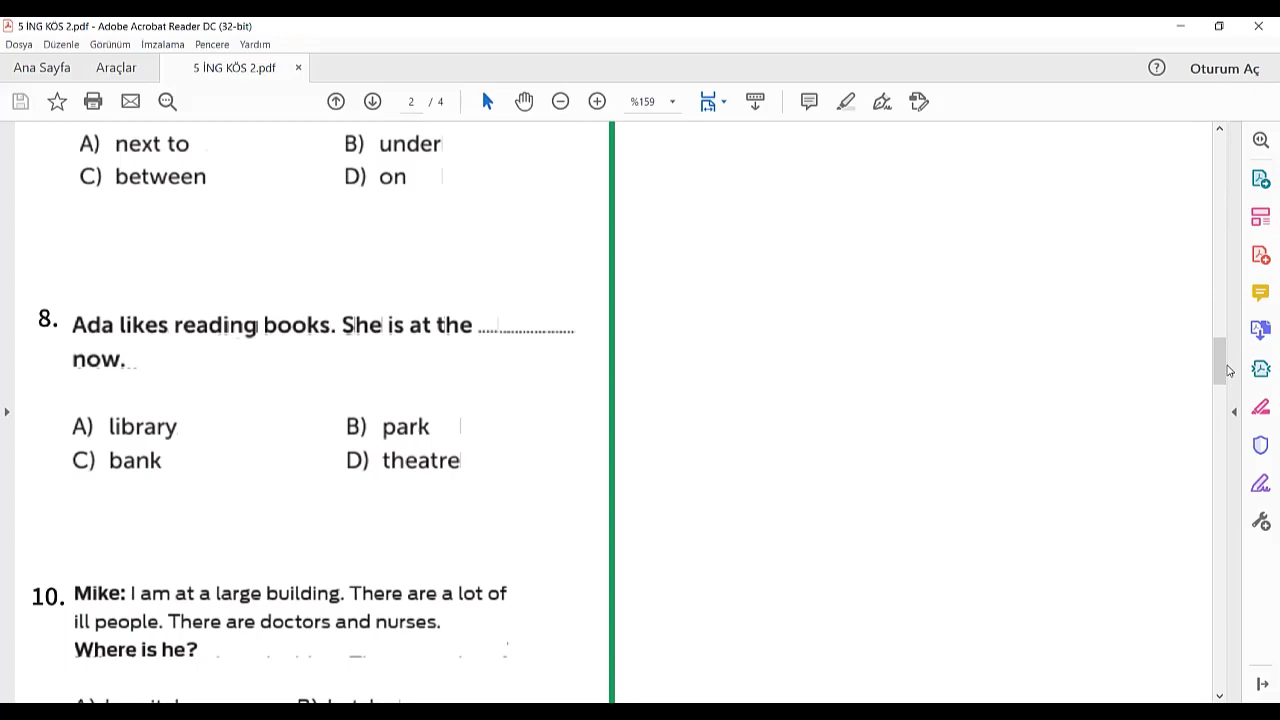 5 İNG KÖS 2.pdf - Adobe Acrobat Reader DC (32-bit)
Dosya Düzenle Görünüm İmzalama Pencere Yardım
Ana Sayfa Araçlar 5 İNG KÖS 2.pdf × Oturum Aç
2 / 4 %159
A) next to B) under
C) between D) on
8. Ada likes reading books. She is at the ....................
now.
A) library B) park
C) bank D) theatre
10. Mike: I am at a large building. There are a lot of
ill people. There are doctors and nurses.
Where is he?